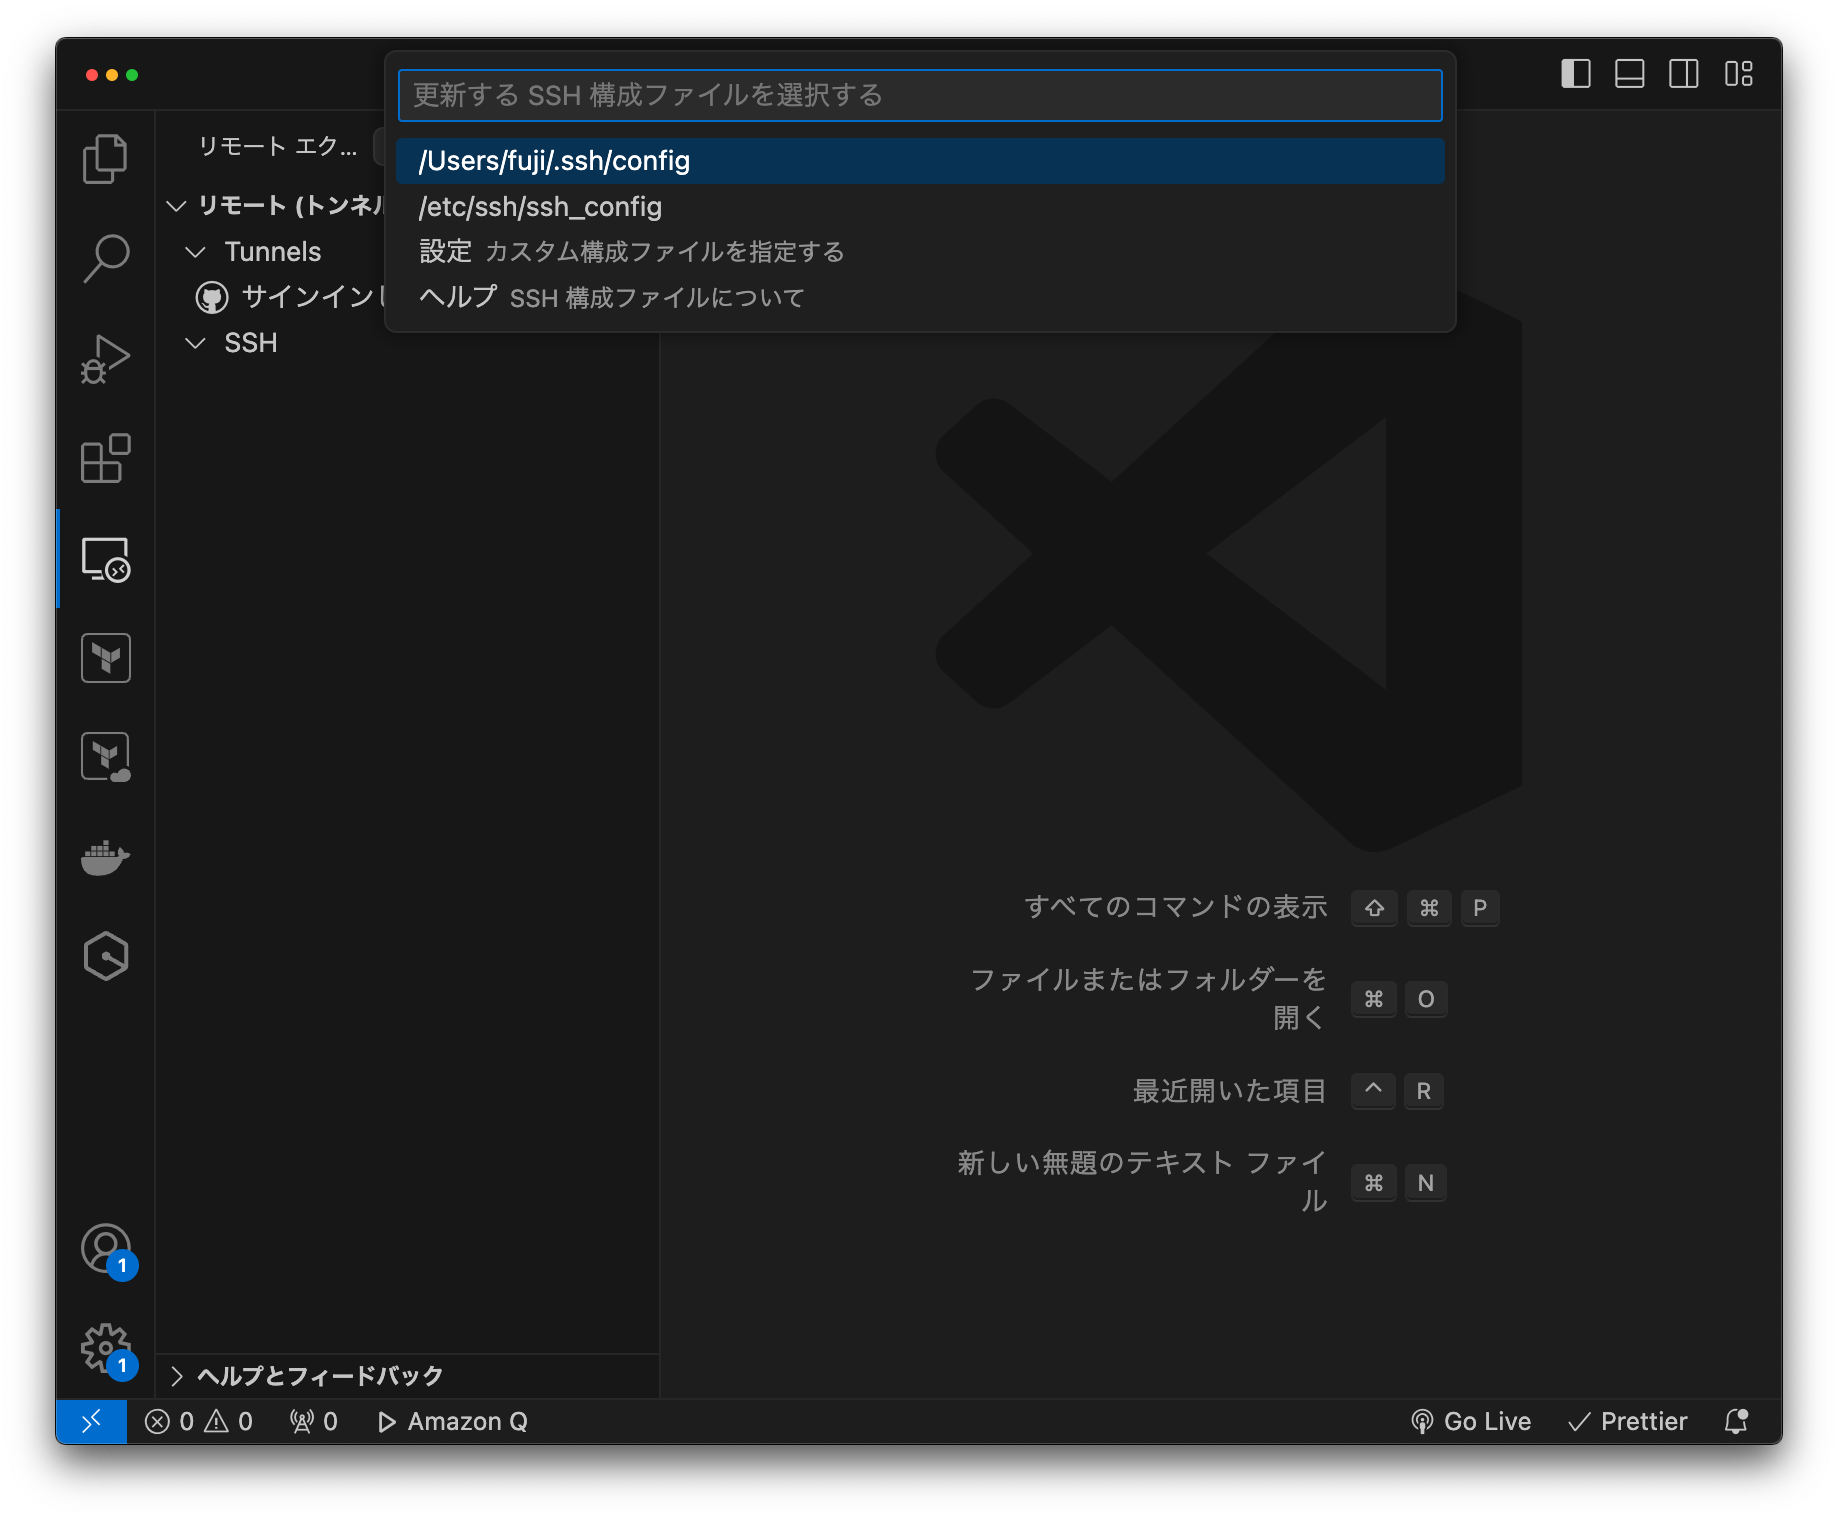 更新する SSH 構成ファイルを選択する
/Users/fuji/.ssh/config
/etc/ssh/ssh_config
設定 カスタム構成ファイルを指定する
ヘルプ SSH 構成ファイルについて
リモート エク...
リモート (トンネル
Tunnels
サインインし
SSH
すべてのコマンドの表示 ⇧ ⌘ P
ファイルまたはフォルダーを
開く ⌘ O
最近開いた項目 ^ R
新しい無題のテキスト ファイ
ル ⌘ N
1
1
ヘルプとフィードバック
0 0 0 Amazon Q Go Live Prettier